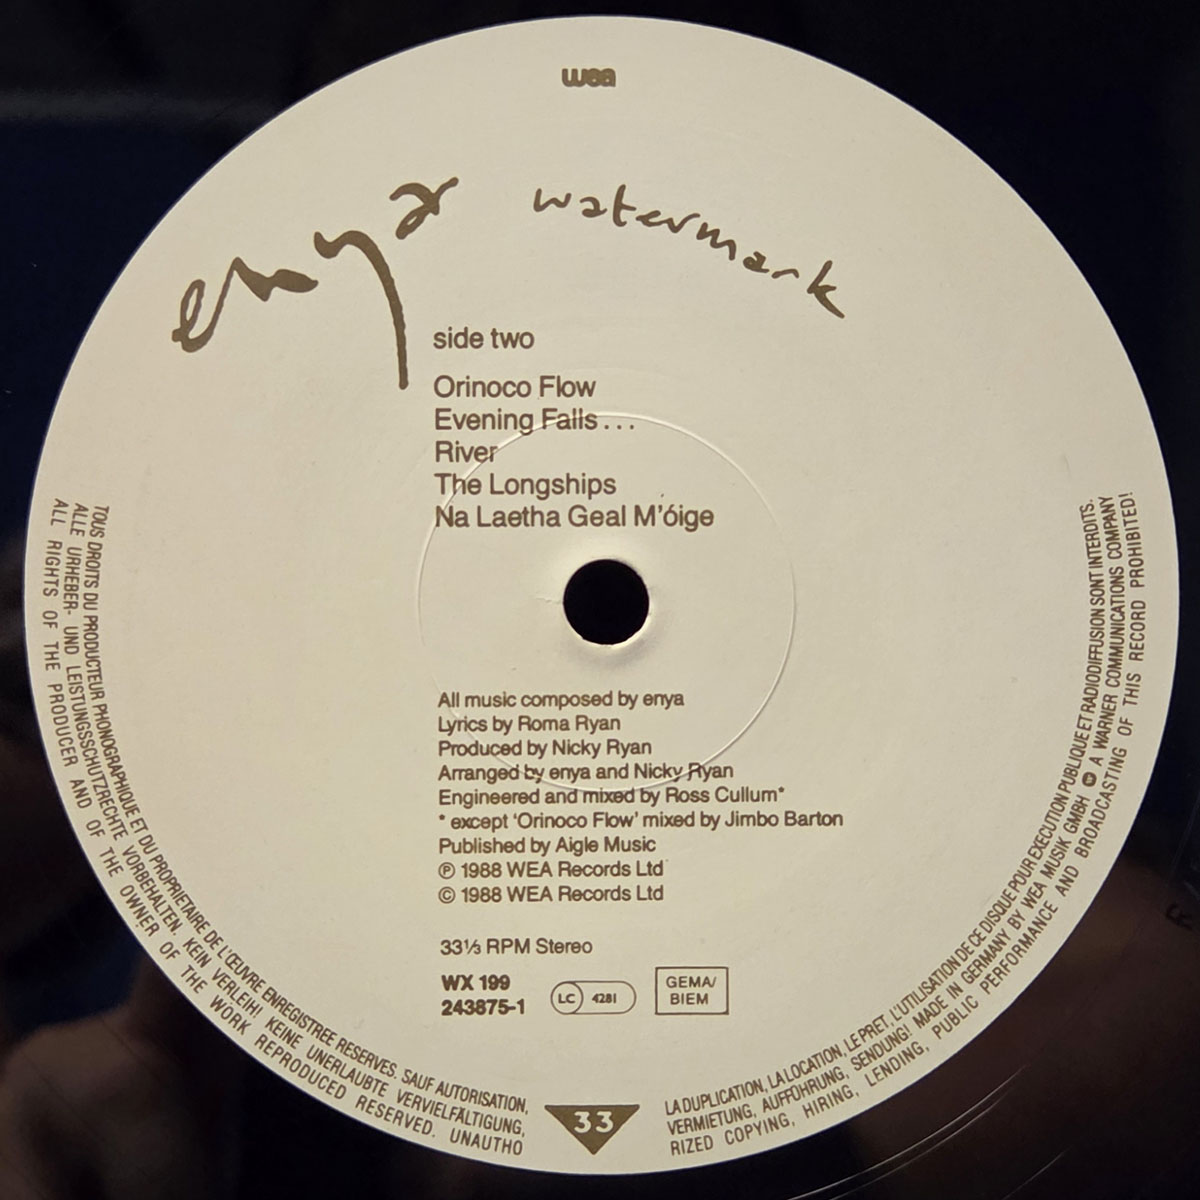 wea
enya watermark
side two
Orinoco Flow
Evening Falls...
River
The Longships
Na Laetha Geal M'óige
All music composed by enya
Lyrics by Roma Ryan
Produced by Nicky Ryan
Arranged by enya and Nicky Ryan
Engineered and mixed by Ross Cullum*
* except 'Orinoco Flow' mixed by Jimbo Barton
Published by Aigle Music
℗ 1988 WEA Records Ltd
© 1988 WEA Records Ltd
33⅓ RPM Stereo
WX 199
243875-1
LC 4281
GEMA/
BIEM
TOUS DROITS DU PRODUCTEUR PHONOGRAPHIQUE ET DU PROPRIETAIRE DE L'ŒUVRE ENREGISTREE RESERVES. SAUF AUTORISATION, LA DUPLICATION, LA LOCATION, LE PRET, L'UTILISATION DE CE DISQUE POUR EXECUTION PUBLIQUE ET RADIODIFFUSION SONT INTERDITS.
ALLE URHEBER- UND LEISTUNGSSCHUTZRECHTE VORBEHALTEN. KEIN VERLEIH! KEINE UNERLAUBTE VERVIELFÄLTIGUNG, VERMIETUNG, AUFFÜHRUNG, SENDUNG! MADE IN GERMANY BY WEA MUSIK GMBH A WARNER COMMUNICATIONS COMPANY
ALL RIGHTS OF THE PRODUCER AND OF THE OWNER OF THE WORK REPRODUCED RESERVED. UNAUTHORIZED COPYING, HIRING, LENDING, PUBLIC PERFORMANCE AND BROADCASTING OF THIS RECORD PROHIBITED!
33